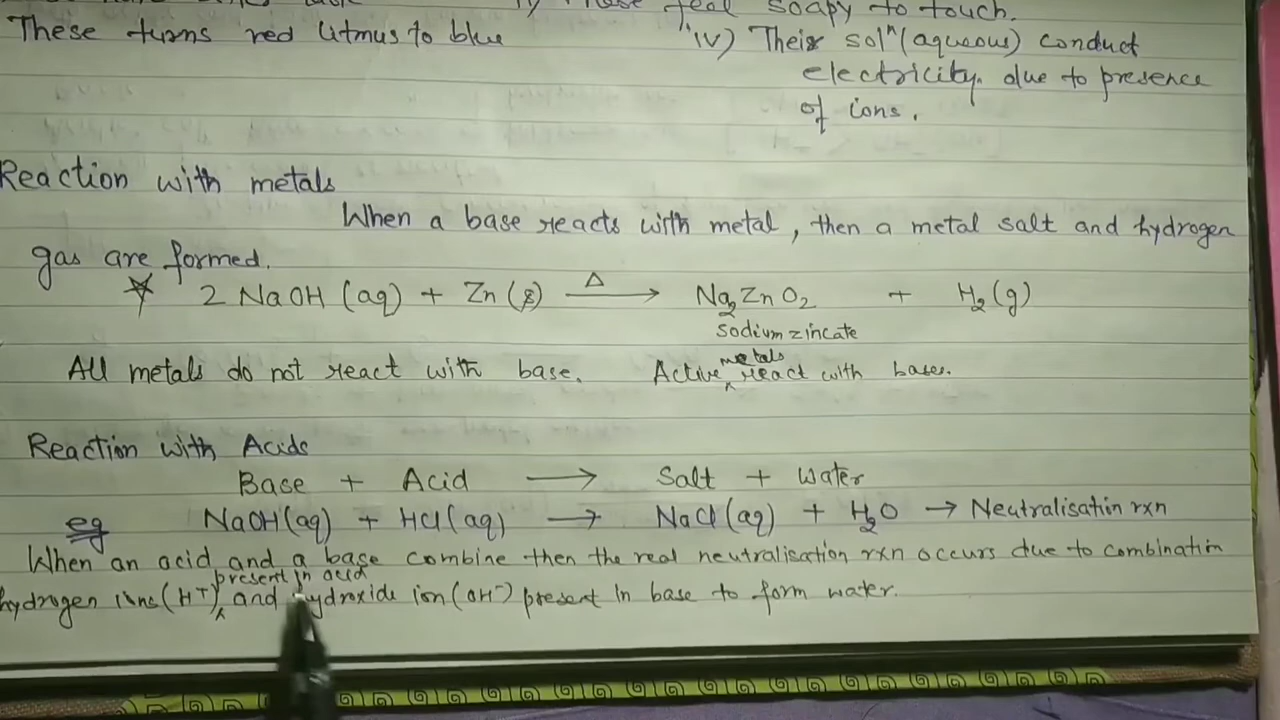 soapy to touch.
These turns red litmus to blue
iv) Their solⁿ (aqueous) conduct
electricity. due to presence
of ions.
Reaction with metals
When a base reacts with metal, then a metal salt and hydrogen
gas are formed.
☆ 2 NaOH (aq) + Zn (s) —Δ→ Na₂ZnO₂ + H₂(g)
sodium zincate
All metals do not react with base. Active metals react with bases.
Reaction with Acids
Base + Acid → Salt + Water
eg NaOH(aq) + HCl(aq) → NaCl(aq) + H₂O → Neutralisation rxn
When an acid and a base combine then the real neutralisation rxn occurs due to combination
present in acid
hydrogen ions (H⁺) and hydroxide ion (OH⁻) present in base to form water.